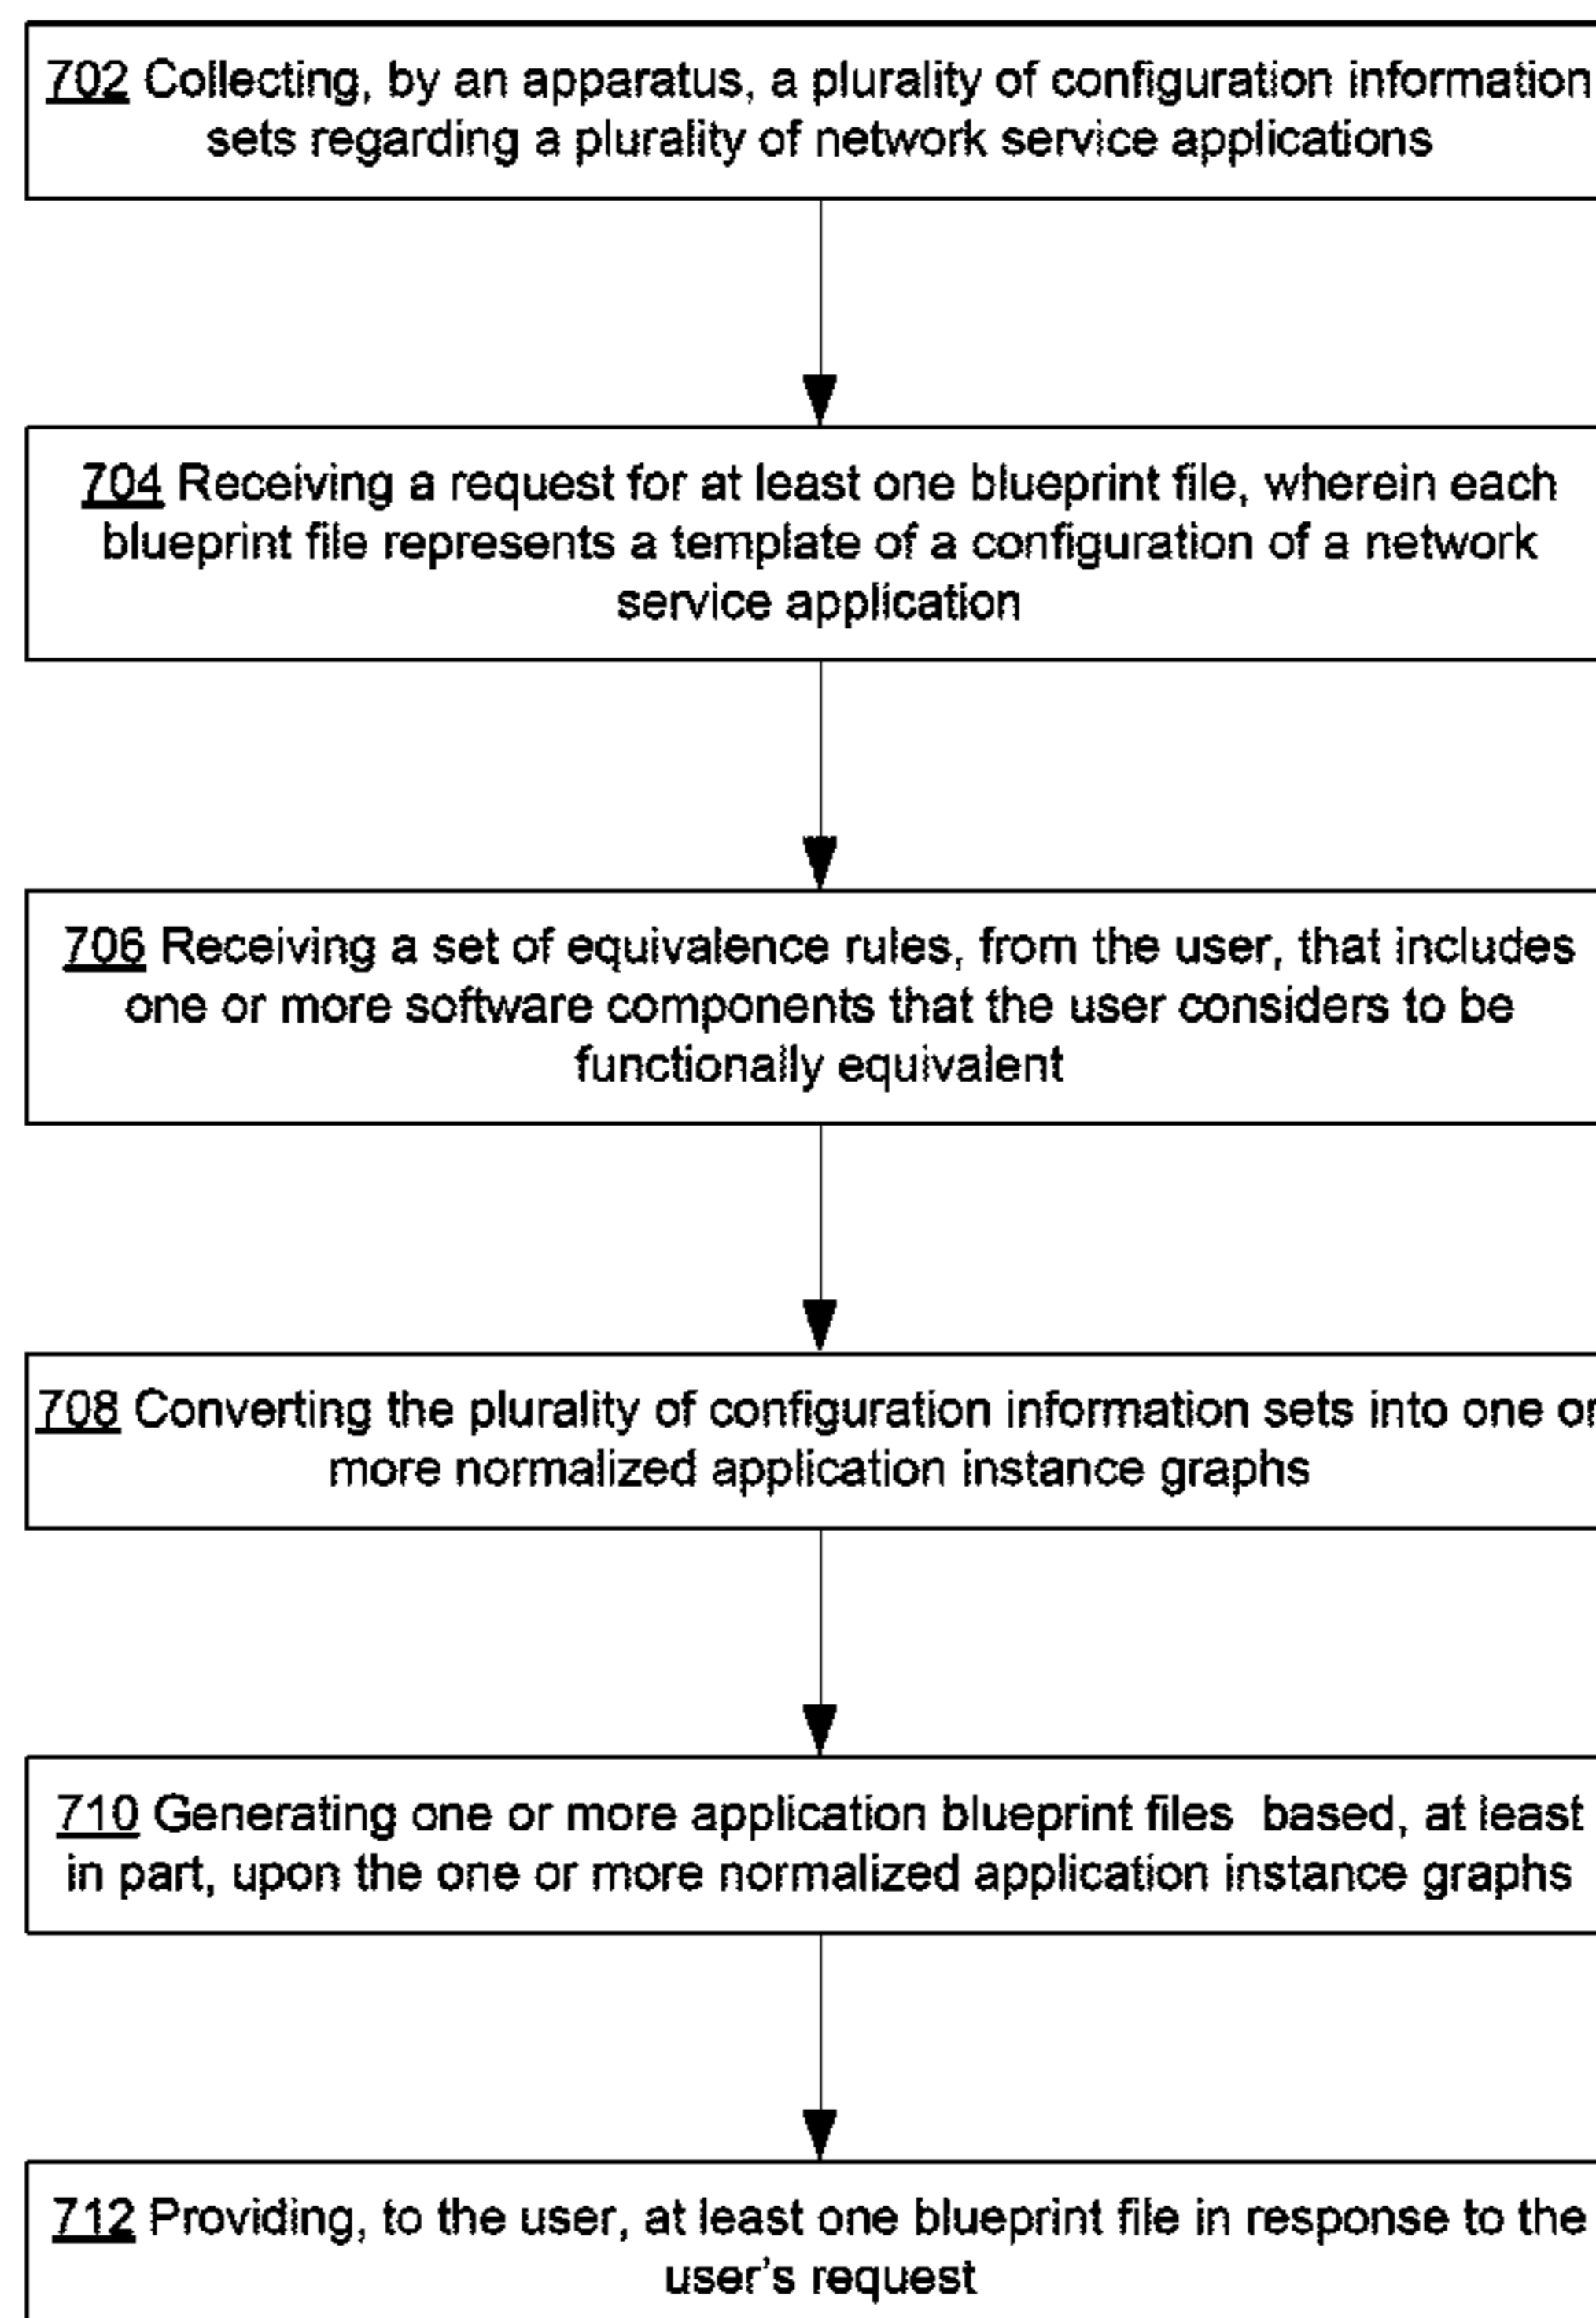 702 Collecting, by an apparatus, a plurality of configuration information
sets regarding a plurality of network service applications
704 Receiving a request for at least one blueprint file, wherein each
blueprint file represents a template of a configuration of a network
service application
706 Receiving a set of equivalence rules, from the user, that includes
one or more software components that the user considers to be
functionally equivalent
708 Converting the plurality of configuration information sets into one or
more normalized application instance graphs
710 Generating one or more application blueprint files based, at least
in part, upon the one or more normalized application instance graphs
712 Providing, to the user, at least one blueprint file in response to the
user's request